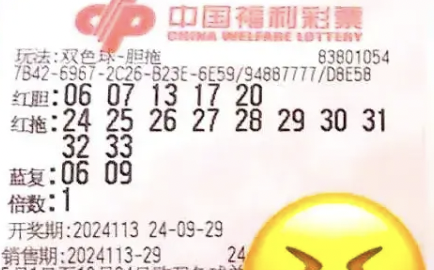 中国福利彩票
CHINA WELFARE LOTTERY
玩法:双色球-胆拖 83801054
7B42-6967-2C26-B23E-6E59/94887777/D8E58
红胆:06 07 13 17 20
红拖:24 25 26 27 28 29 30 31
32 33
蓝复:06 09
倍数:1
开奖期:2024113 24-09-29
销售期:2024113-29 24